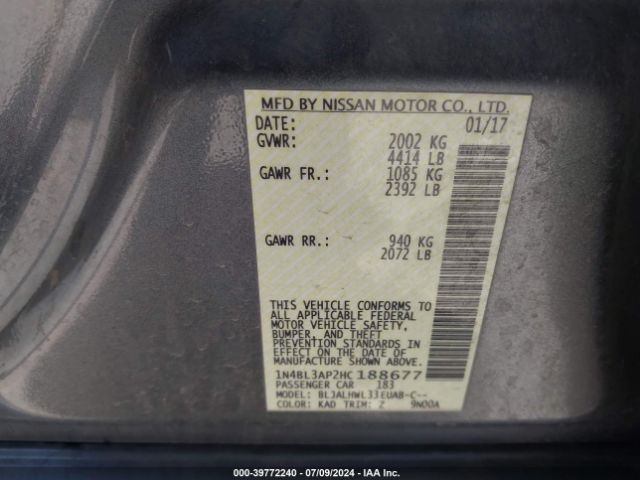 MFD BY NISSAN MOTOR CO., LTD.
DATE: 01/17
GVWR: 2002 KG
4414 LB
GAWR FR.: 1085 KG
2392 LB
GAWR RR.: 940 KG
2072 LB
THIS VEHICLE CONFORMS TO
ALL APPLICABLE FEDERAL
MOTOR VEHICLE SAFETY,
BUMPER, AND THEFT
PREVENTION STANDARDS
IN EFFECT ON THE DATE OF
MANUFACTURE SHOWN ABOVE.
1N4BL3AP2HC188677
PASSENGER CAR 183
MODEL: BLJALHWL33EUAB-C--
COLOR: KAD TRIM: Z 9N00A
000-39772240 - 07/09/2024 - IAA Inc.